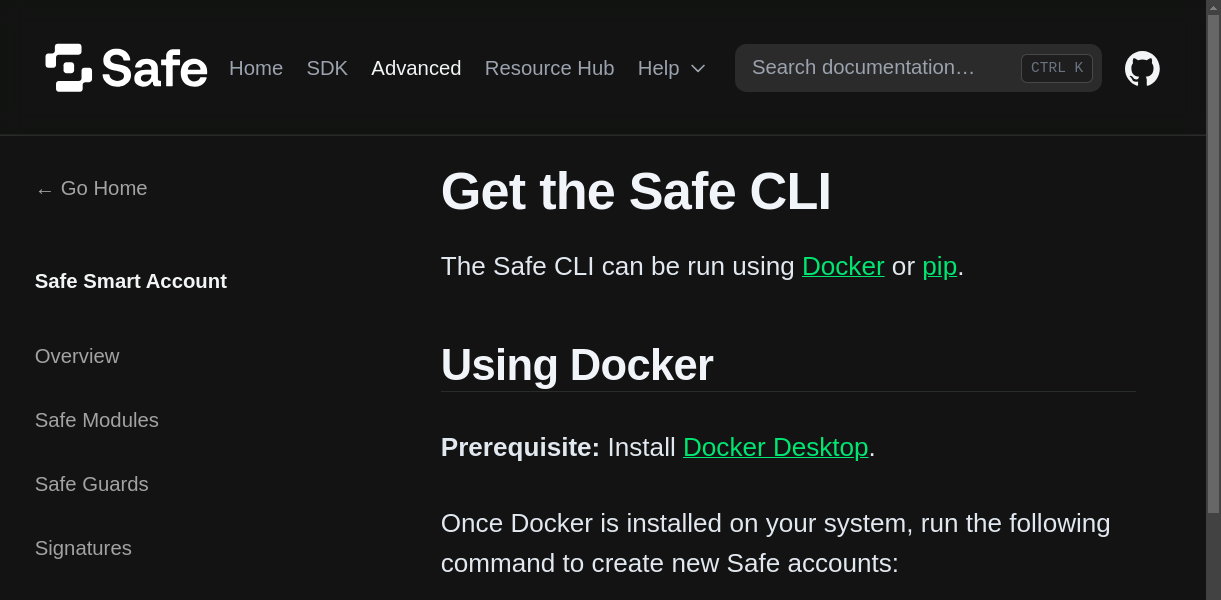 Safe Home SDK Advanced Resource Hub Help Search documentation… CTRL K
← Go Home
Safe Smart Account
Overview
Safe Modules
Safe Guards
Signatures
Get the Safe CLI
The Safe CLI can be run using Docker or pip.
Using Docker
Prerequisite: Install Docker Desktop.
Once Docker is installed on your system, run the following
command to create new Safe accounts: